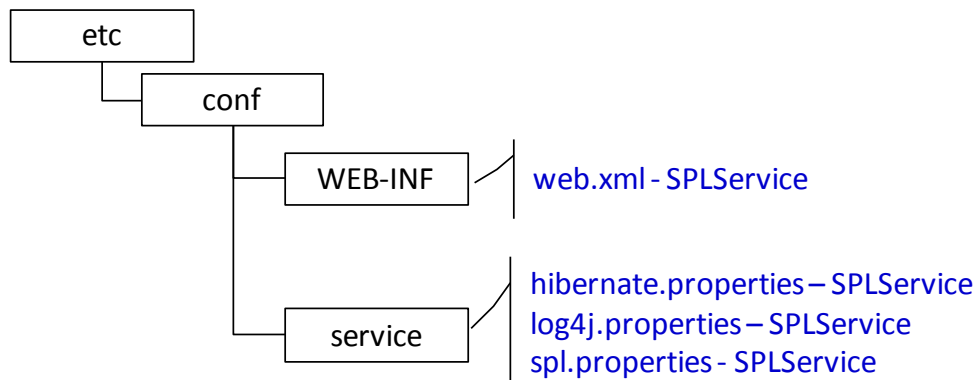 etc
conf
WEB-INF
web.xml - SPLService
hibernate.properties – SPLService
log4j.properties – SPLService
service
spl.properties - SPLService